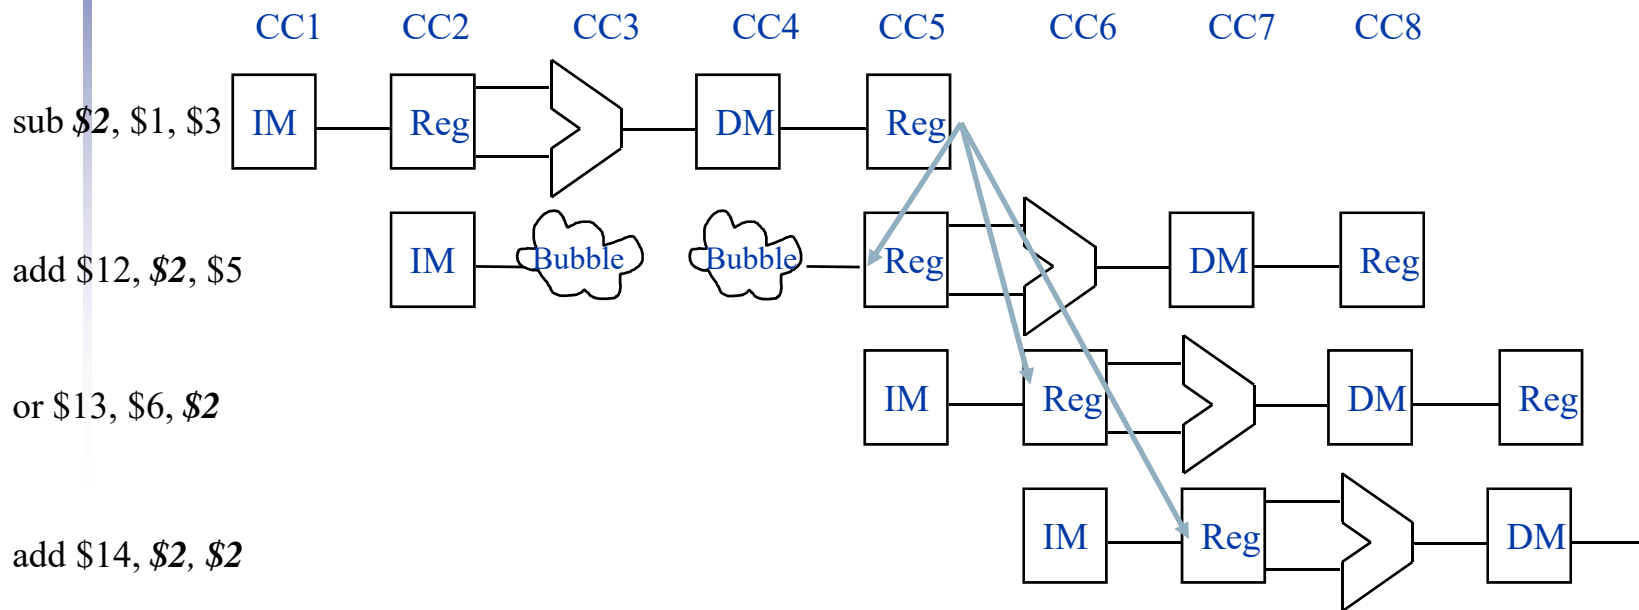 CC1 CC2 CC3 CC4 CC5 CC6 CC7 CC8
sub $2, $1, $3 IM Reg DM Reg
add $12, $2, $5 IM Bubble Bubble Reg DM Reg
or $13, $6, $2 IM Reg DM Reg
add $14, $2, $2 IM Reg DM